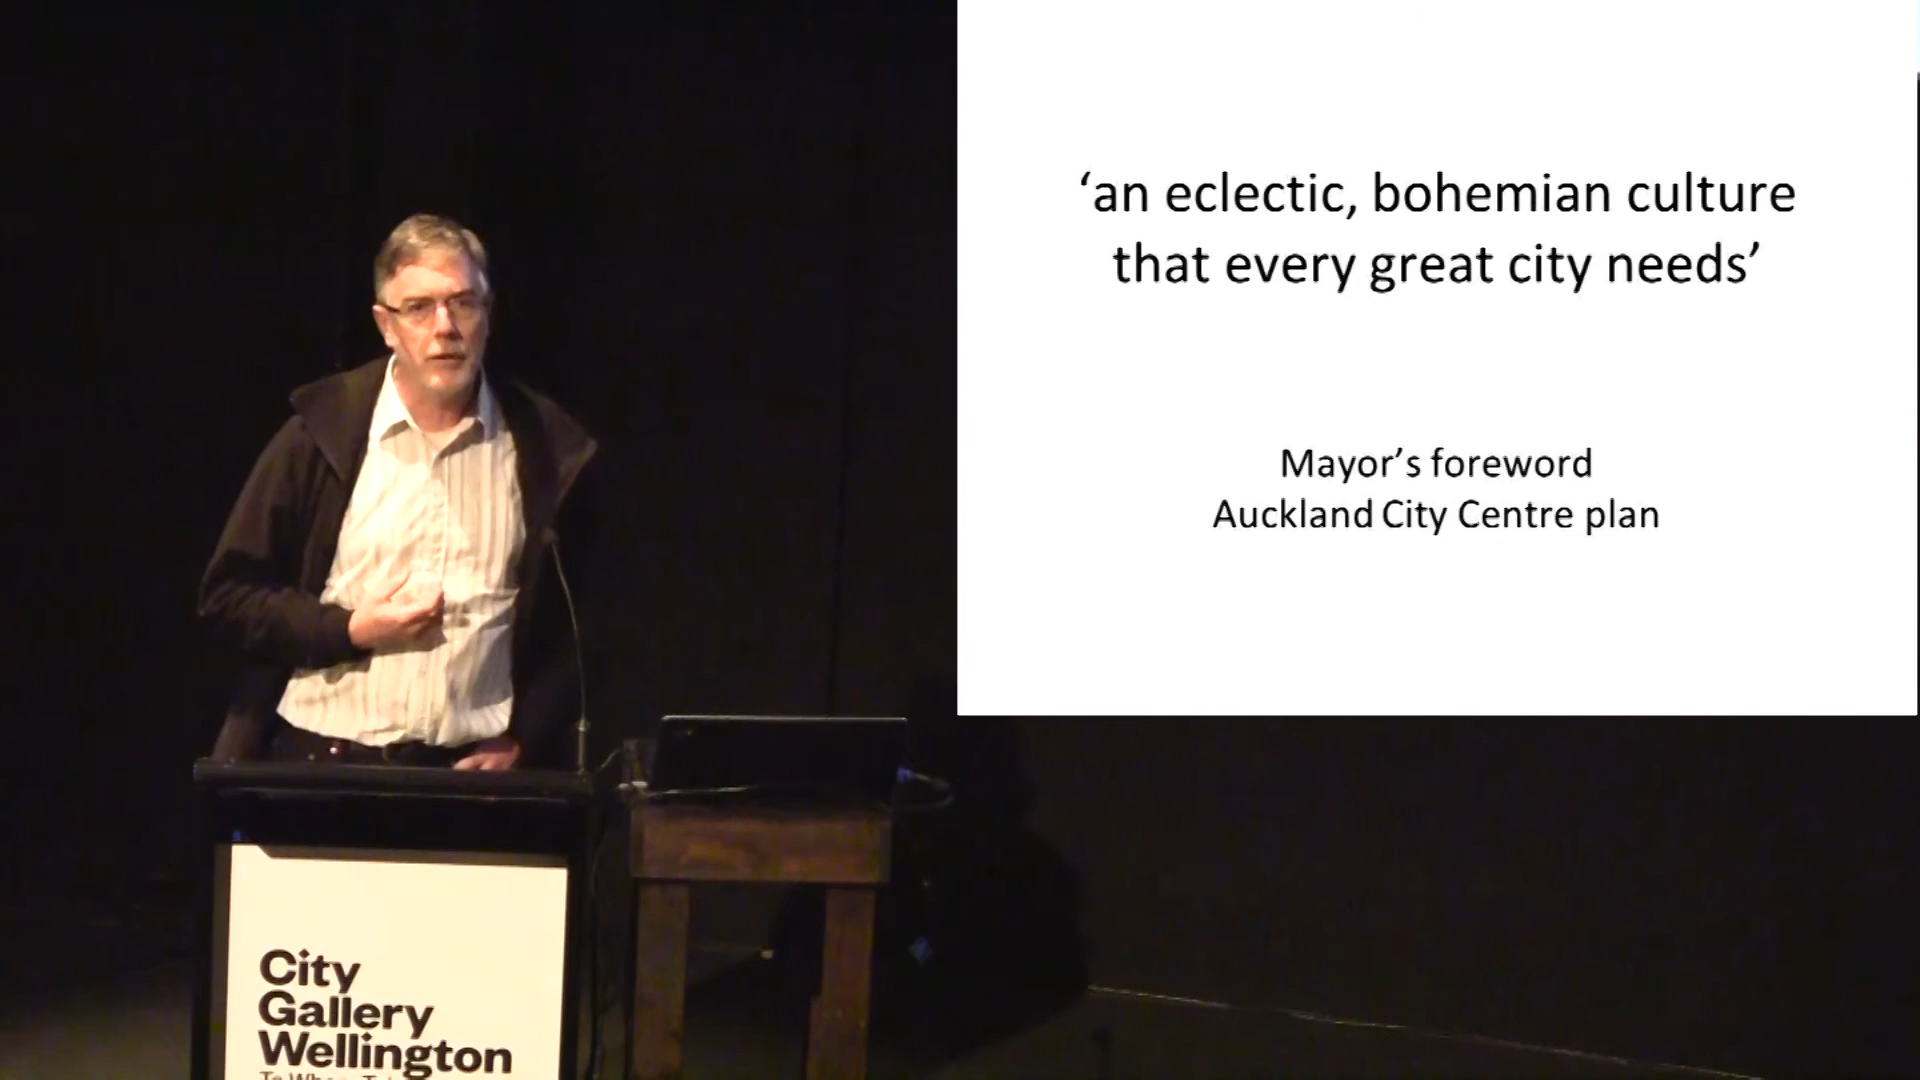 ‘an eclectic, bohemian culture
that every great city needs’
Mayor’s foreword
Auckland City Centre plan
City
Gallery
Wellington